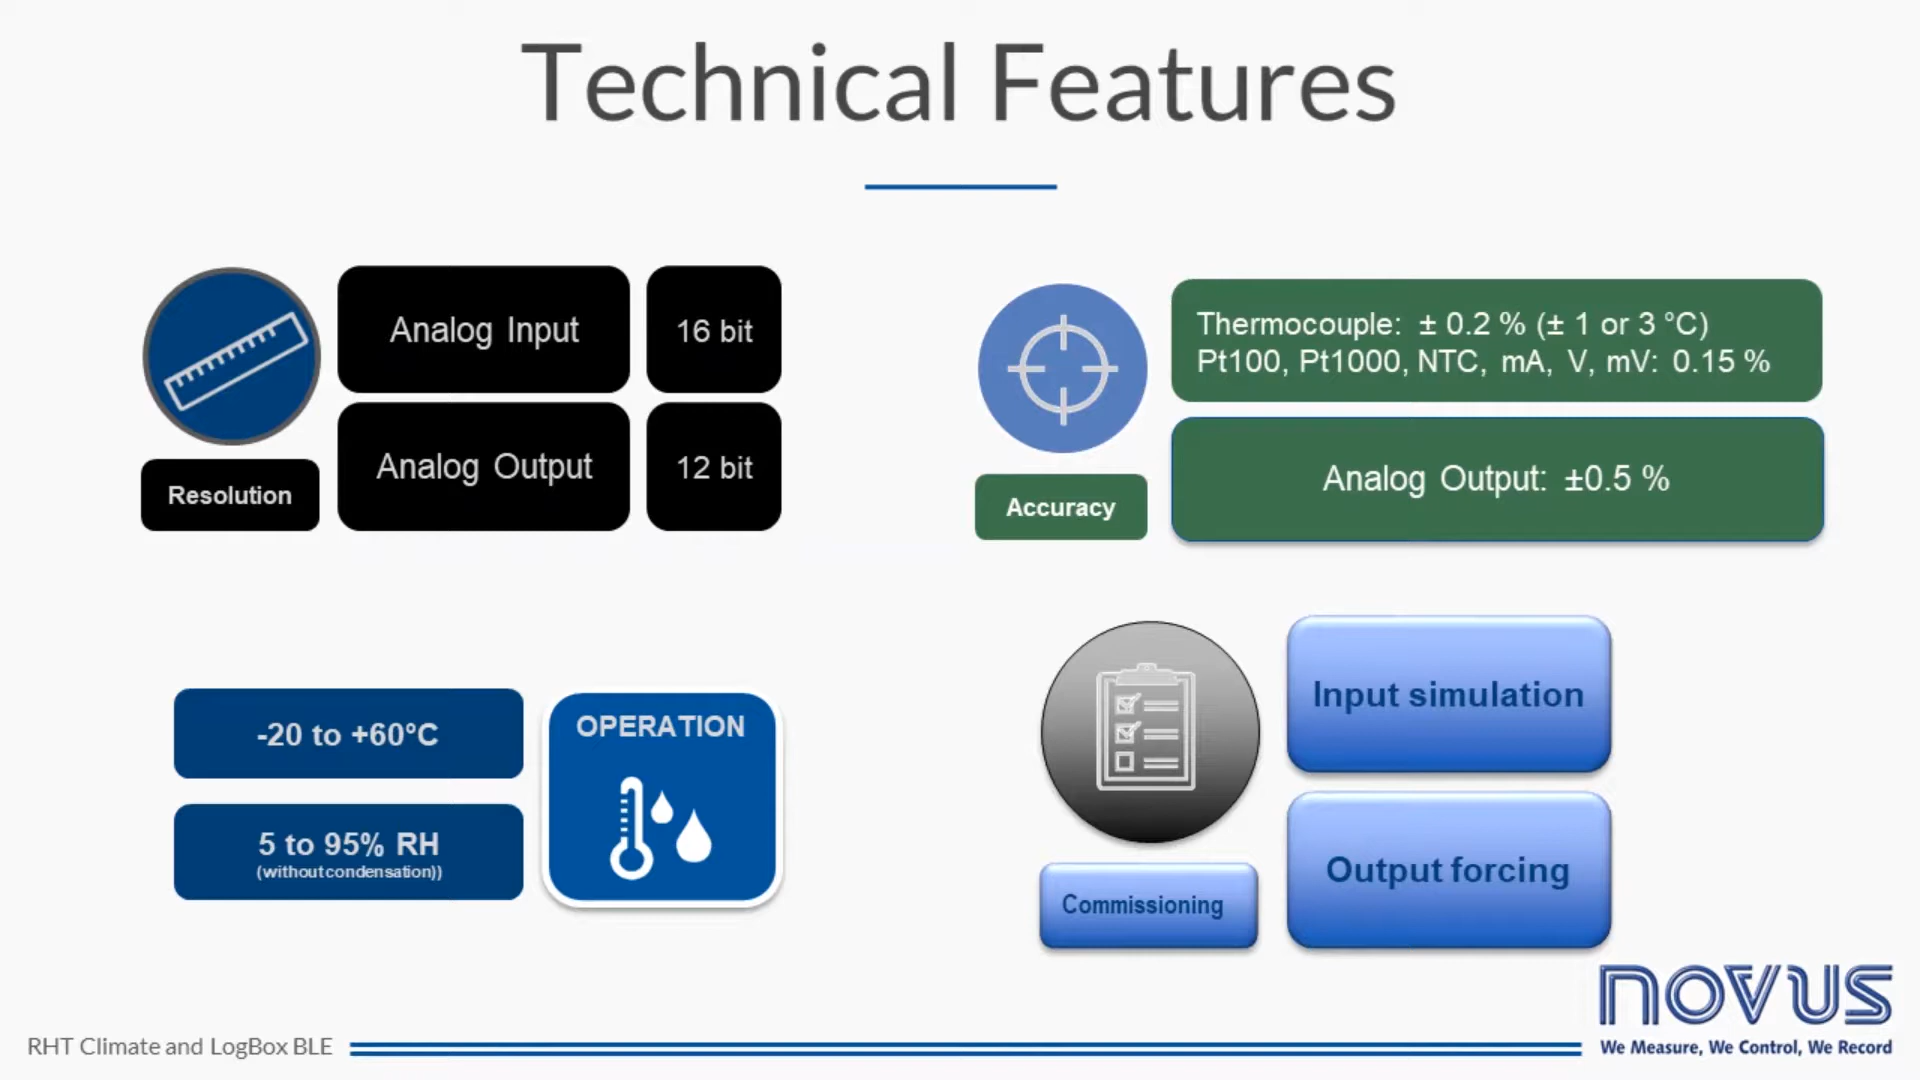 Technical Features
Analog Input
16 bit
Analog Output
12 bit
Resolution
Thermocouple: ± 0.2 % (± 1 or 3 °C)
Pt100, Pt1000, NTC, mA, V, mV: 0.15 %
Analog Output: ±0.5 %
Accuracy
-20 to +60°C
5 to 95% RH
(without condensation))
OPERATION
Input simulation
Output forcing
Commissioning
NOVUS
We Measure, We Control, We Record
RHT Climate and LogBox BLE